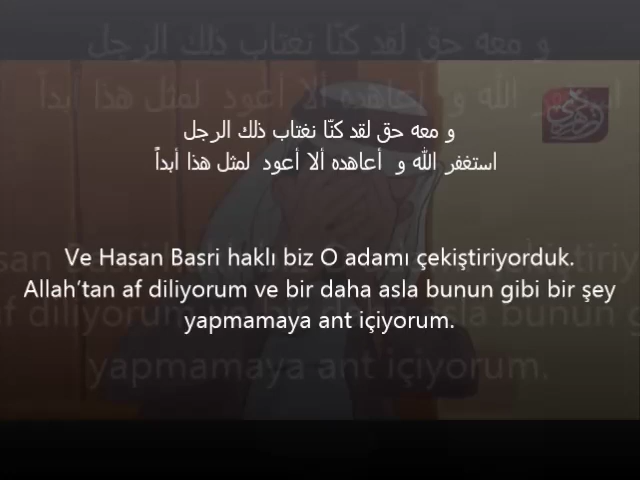 و معه حق لقد كنّا نغتاب ذلك الرجل
استغفر الله و أعاهده ألا أعود لمثل هذا أبداً
Ve Hasan Basri haklı biz O adamı çekiştiriyorduk.
Allah’tan af diliyorum ve bir daha asla bunun gibi bir şey
yapmamaya ant içiyorum.